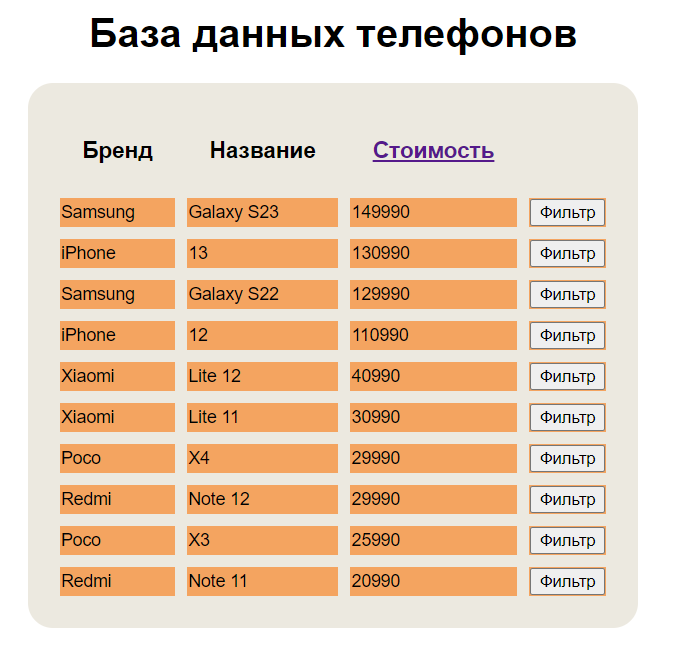 База данных телефонов
Бренд Название Стоимость
Samsung Galaxy S23 149990 Фильтр
iPhone 13 130990 Фильтр
Samsung Galaxy S22 129990 Фильтр
iPhone 12 110990 Фильтр
Xiaomi Lite 12 40990 Фильтр
Xiaomi Lite 11 30990 Фильтр
Poco X4 29990 Фильтр
Redmi Note 12 29990 Фильтр
Poco X3 25990 Фильтр
Redmi Note 11 20990 Фильтр